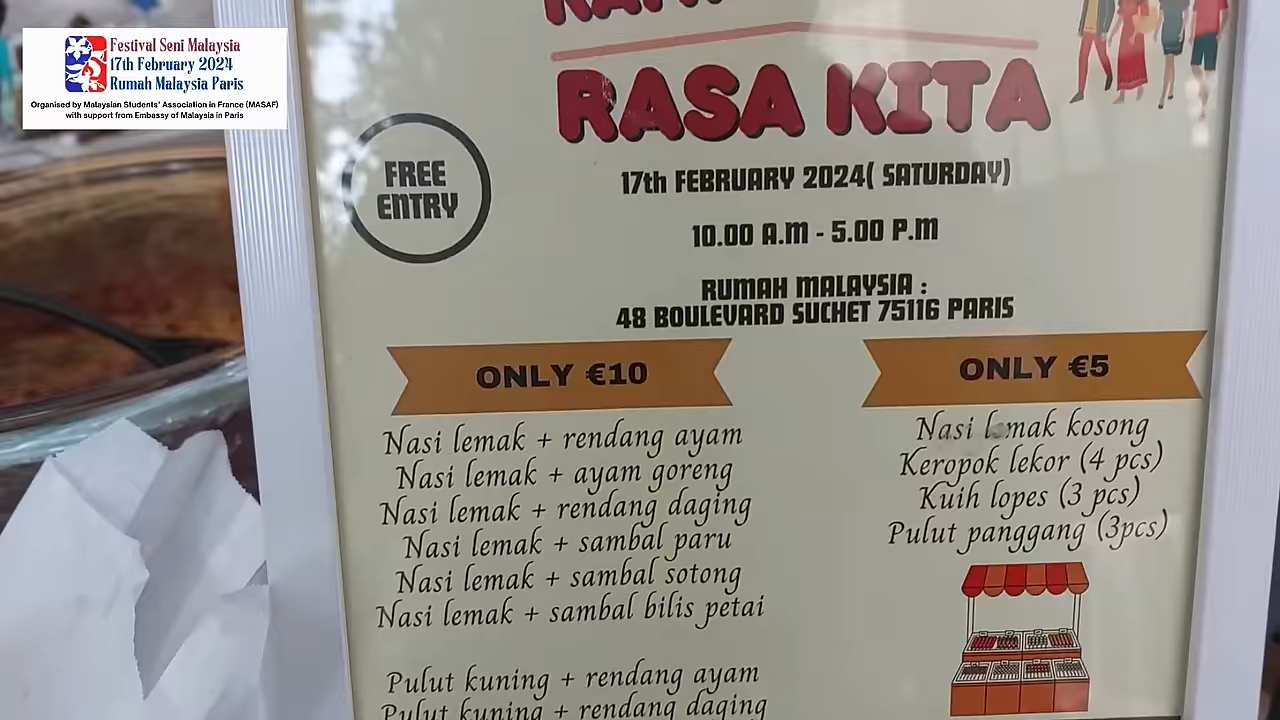 Festival Seni Malaysia
17th February 2024
Rumah Malaysia Paris
Organised by Malaysian Students' Association in France (MASAF)
with support from Embassy of Malaysia in Paris
RASA KITA
FREE
ENTRY
17th FEBRUARY 2024( SATURDAY)
10.00 A.M - 5.00 P.M
RUMAH MALAYSIA :
48 BOULEVARD SUCHET 75116 PARIS
ONLY €10
Nasi lemak + rendang ayam
Nasi lemak + ayam goreng
Nasi lemak + rendang daging
Nasi lemak + sambal paru
Nasi lemak + sambal sotong
Nasi lemak + sambal bilis petai
Pulut kuning + rendang ayam
Pulut kuning + rendang daging
ONLY €5
Nasi lemak kosong
Keropok lekor (4 pcs)
Kuih lopes (3 pcs)
Pulut panggang (3pcs)